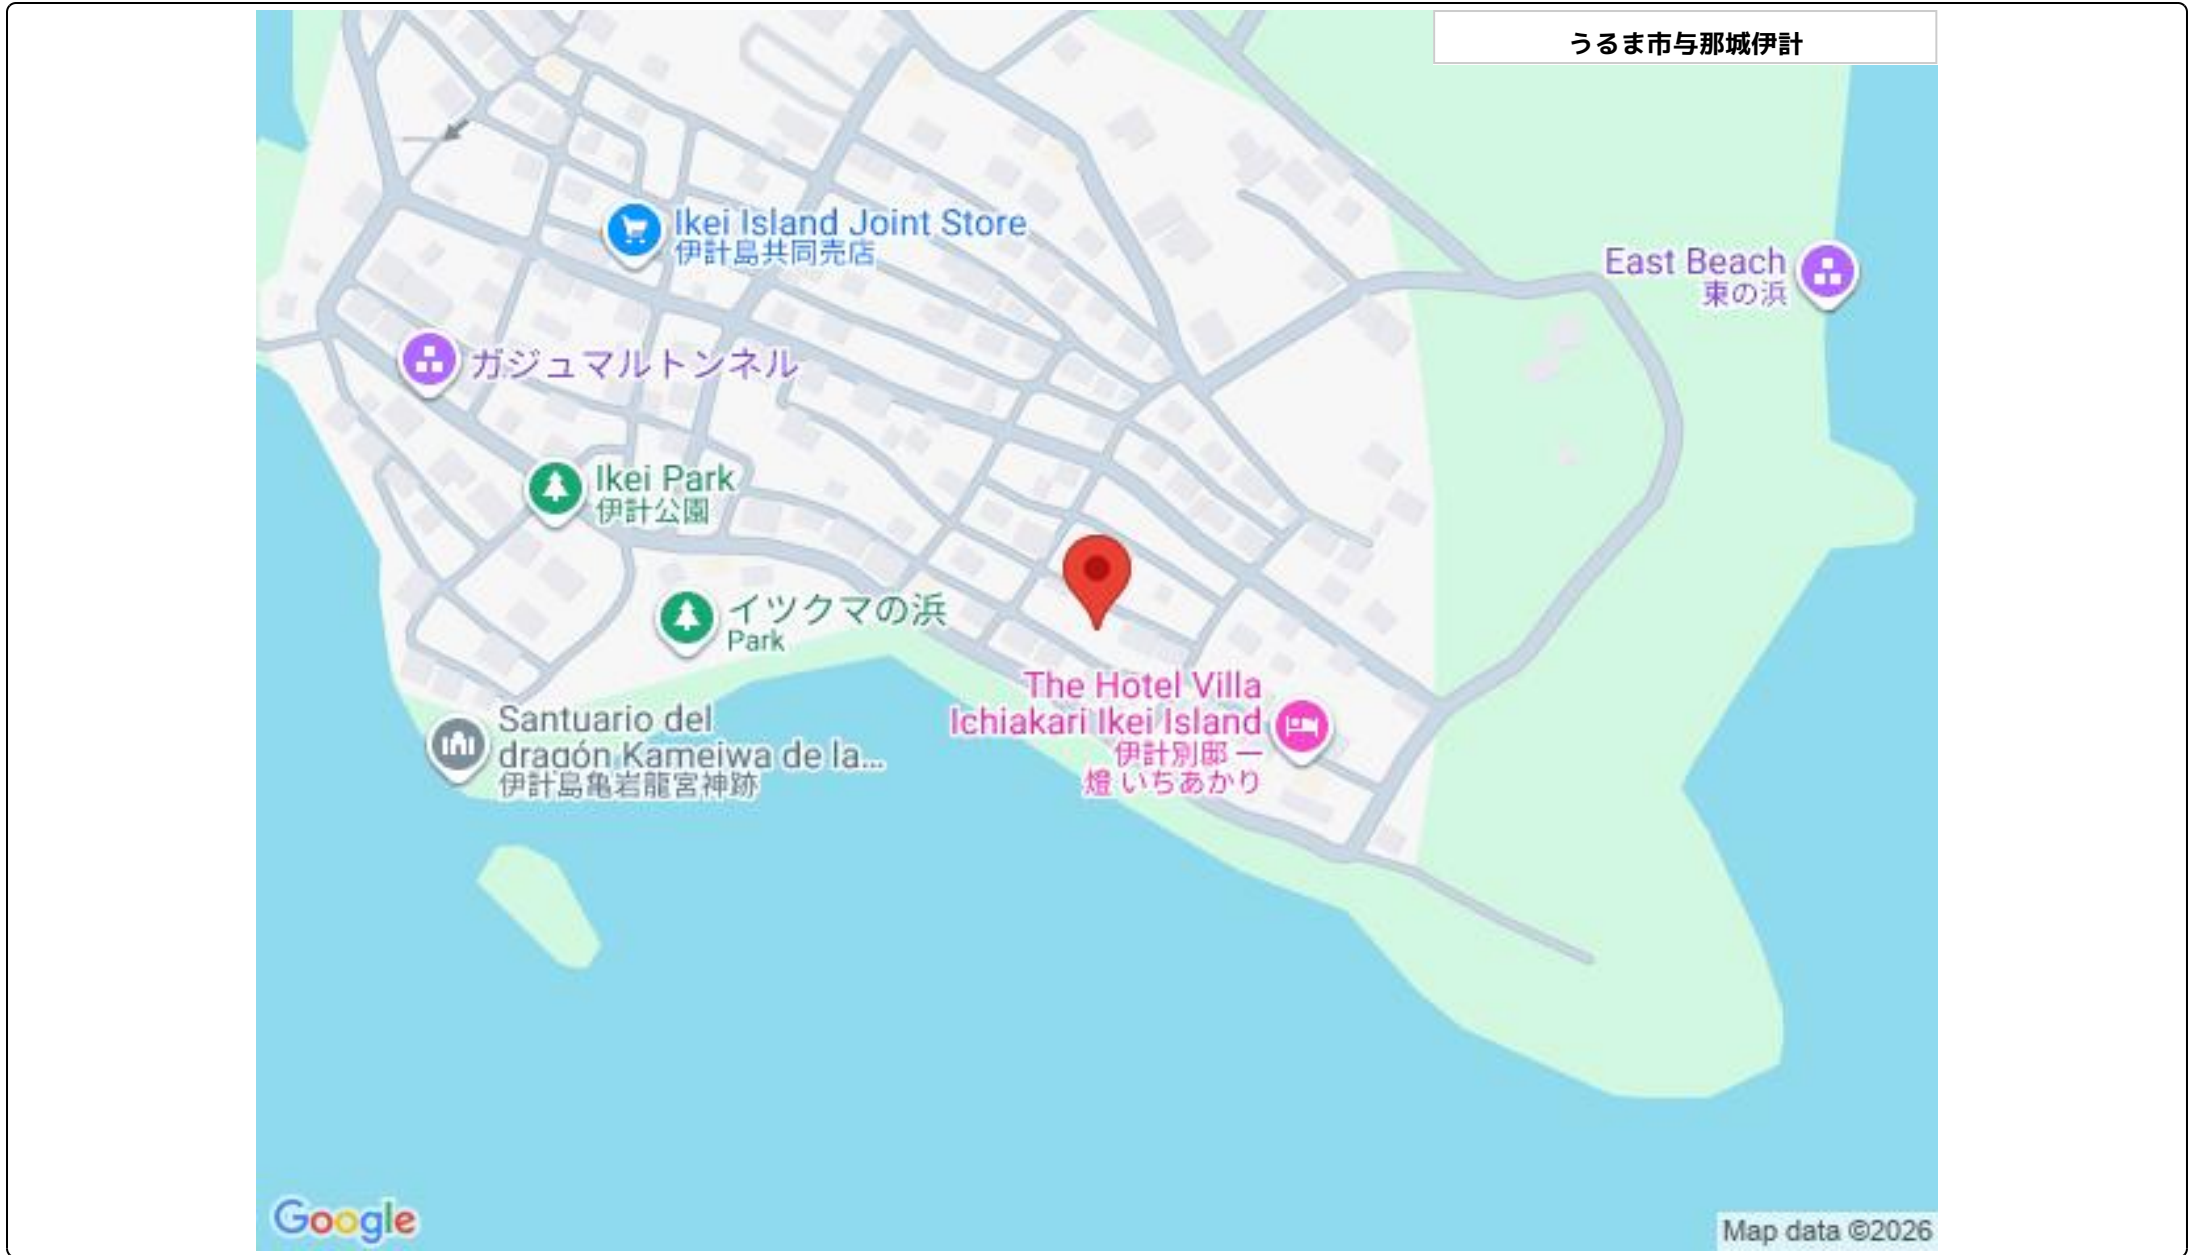 うるま市与那城伊計
Ikei Island Joint Store
伊計島共同売店
East Beach
東の浜
ガジュマルトンネル
Ikei Park
伊計公園
イツクマの浜
Park
The Hotel Villa
Ichiakari Ikei Island
伊計別邸 一
燈 いちあかり
Santuario del
dragón Kameiwa de la...
伊計島亀岩龍宮神跡
Google
Map data ©2026